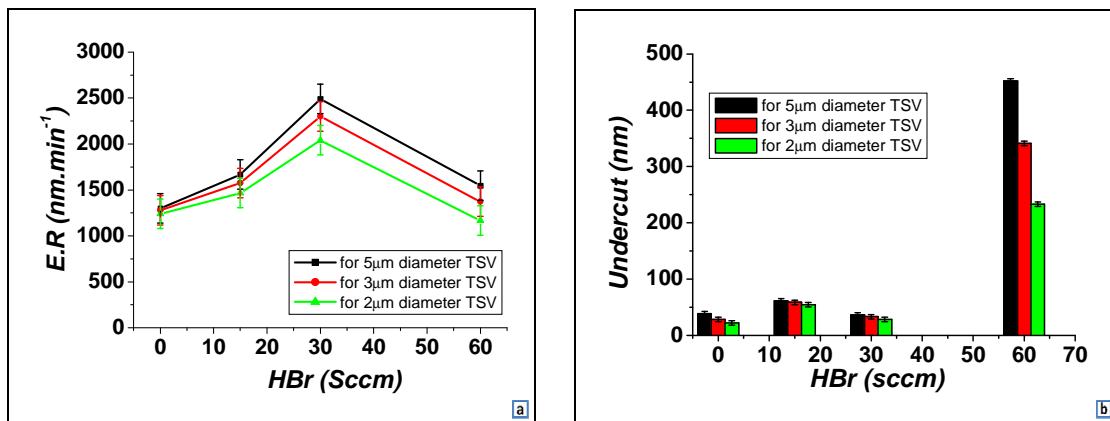 3000
2500
2000
1500
1000
500
0
E.R (nm.min⁻¹)
for 5µm diameter TSV
for 3µm diameter TSV
for 2µm diameter TSV
0 10 20 30 40 50 60
HBr (Sccm)
a
500
400
300
200
100
0
Undercut (nm)
for 5µm diameter TSV
for 3µm diameter TSV
for 2µm diameter TSV
0 10 20 30 40 50 60 70
HBr (sccm)
b